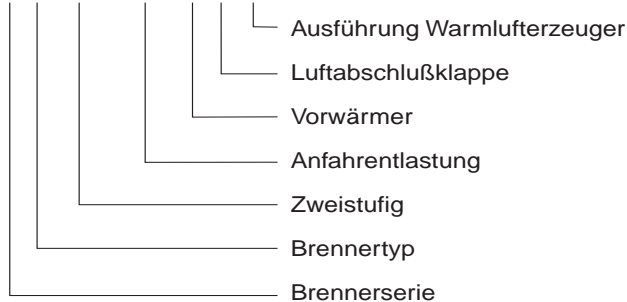 Ausführung Warmlufterzeuger
Luftabschlußklappe
Vorwärmer
Anfahrentlastung
Zweistufig
Brennertyp
Brennerserie